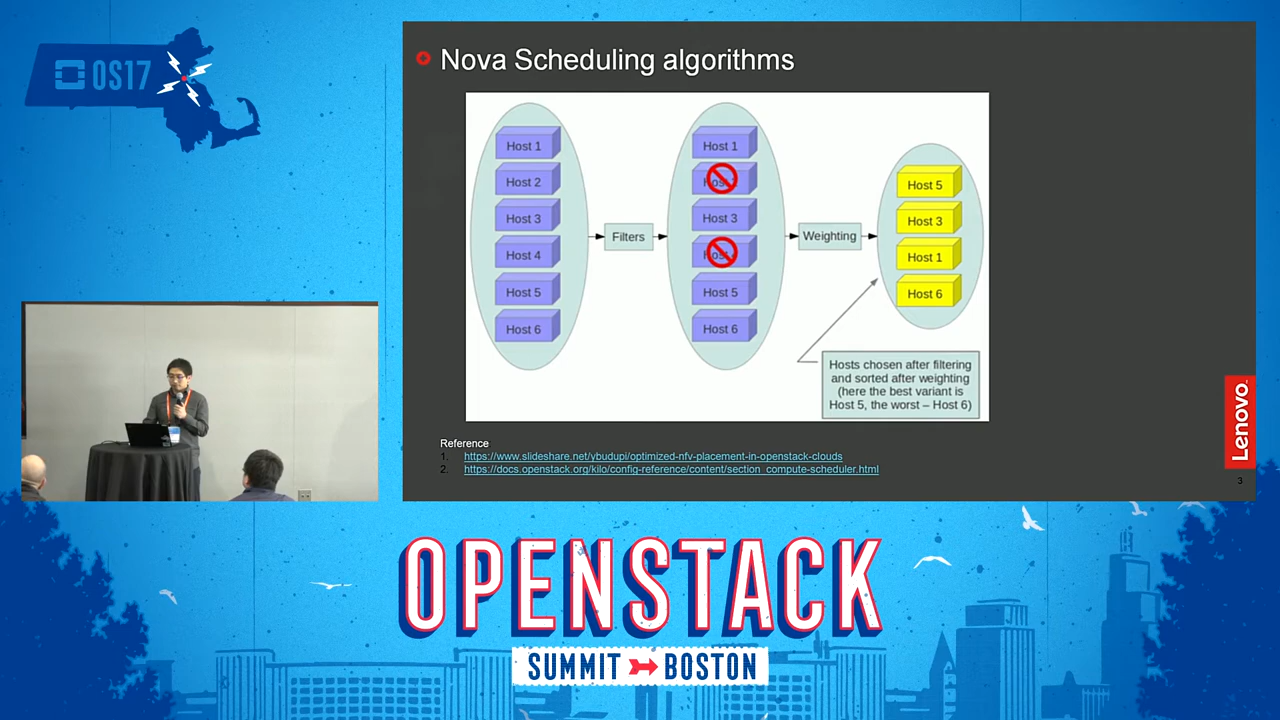 OS17
Nova Scheduling algorithms
Host 1
Host 2
Host 3
Host 4
Host 5
Host 6
Filters
Host 1
Host 3
Host 5
Host 6
Weighting
Host 5
Host 3
Host 1
Host 6
Hosts chosen after filtering
and sorted after weighting
(here the best variant is
Host 5, the worst – Host 6)
Reference
1. https://www.slideshare.net/ybudupi/optimized-nfv-placement-in-openstack-clouds
2. https://docs.openstack.org/kilo/config-reference/content/section_compute-scheduler.html
Lenovo.
3
OPENSTACK
SUMMIT BOSTON